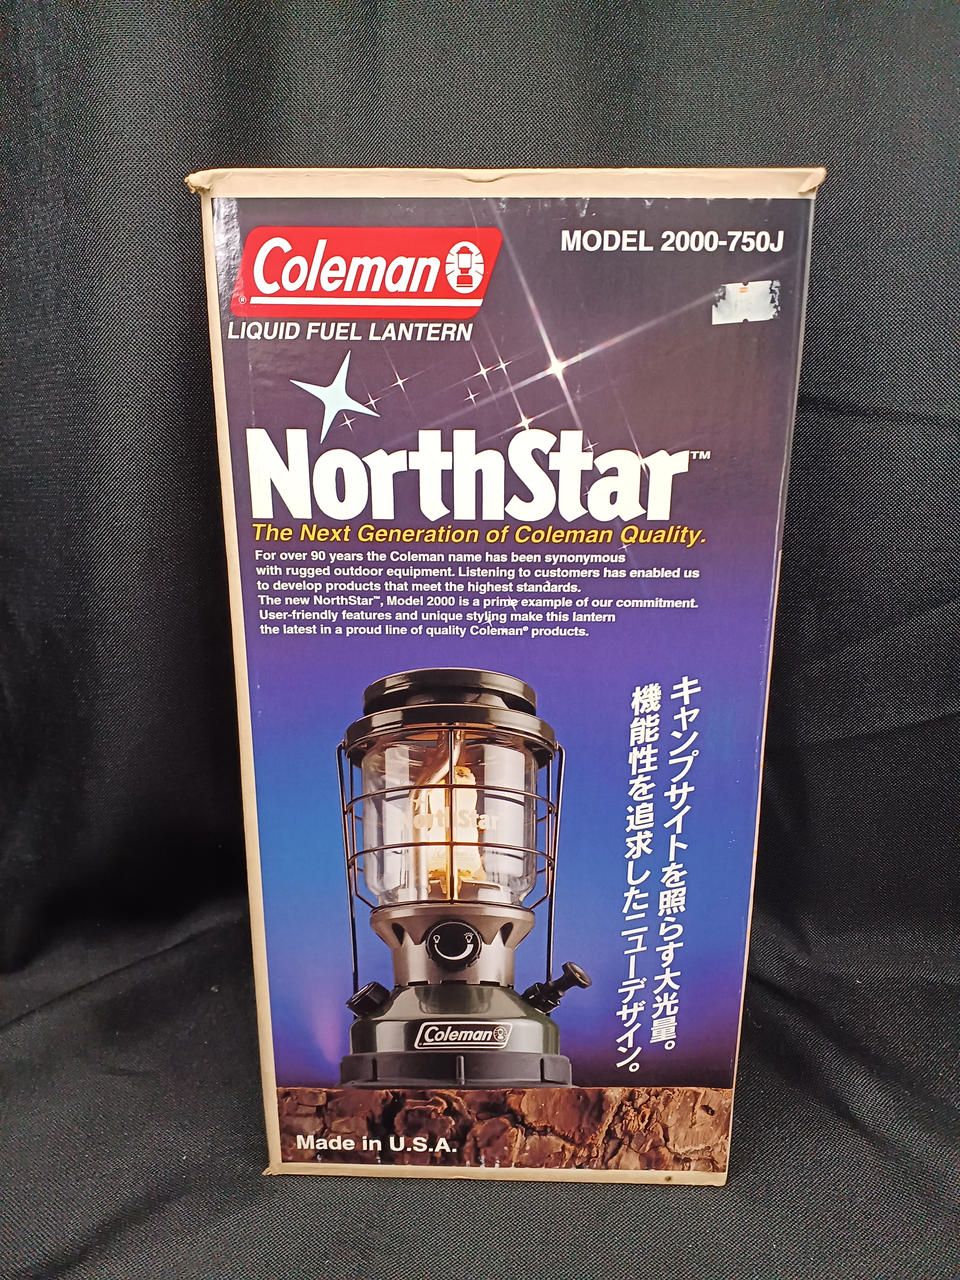 Coleman
®
MODEL 2000-750J
LIQUID FUEL LANTERN
NorthStar™
The Next Generation of Coleman Quality.
For over 90 years the Coleman name has been synonymous
with rugged outdoor equipment. Listening to customers has enabled us
to develop products that meet the highest standards.
The new NorthStar™, Model 2000 is a prime example of our commitment.
User-friendly features and unique styling make this lantern
the latest in a proud line of quality Coleman® products.
キャンプサイトを照らす大光量。
機能性を追求したニューデザイン。
NorthStar
Coleman
Made in U.S.A.